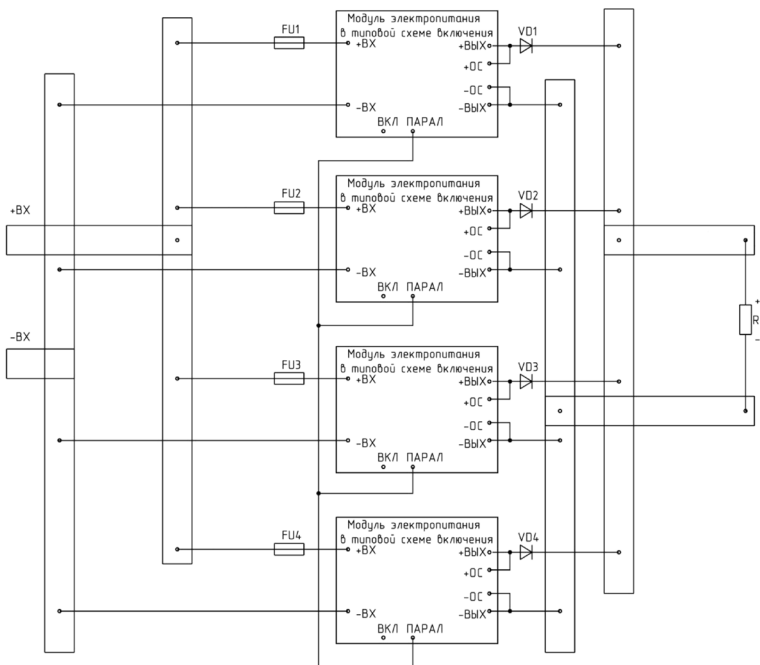 FU1
Модуль электропитания
в типовой схеме включения
+ВХ
+ВЫХ
VD1
+ОС
-ОС
-ВХ
-ВЫХ
ВКЛ ПАРАЛ
FU2
Модуль электропитания
в типовой схеме включения
+ВХ
+ВЫХ
VD2
+ВХ
+ОС
-ОС
-ВХ
-ВЫХ
ВКЛ ПАРАЛ
+
R
-
-ВХ
FU3
Модуль электропитания
в типовой схеме включения
+ВХ
+ВЫХ
VD3
+ОС
-ОС
-ВХ
-ВЫХ
ВКЛ ПАРАЛ
FU4
Модуль электропитания
в типовой схеме включения
+ВХ
+ВЫХ
VD4
+ОС
-ОС
-ВХ
-ВЫХ
ВКЛ ПАРАЛ